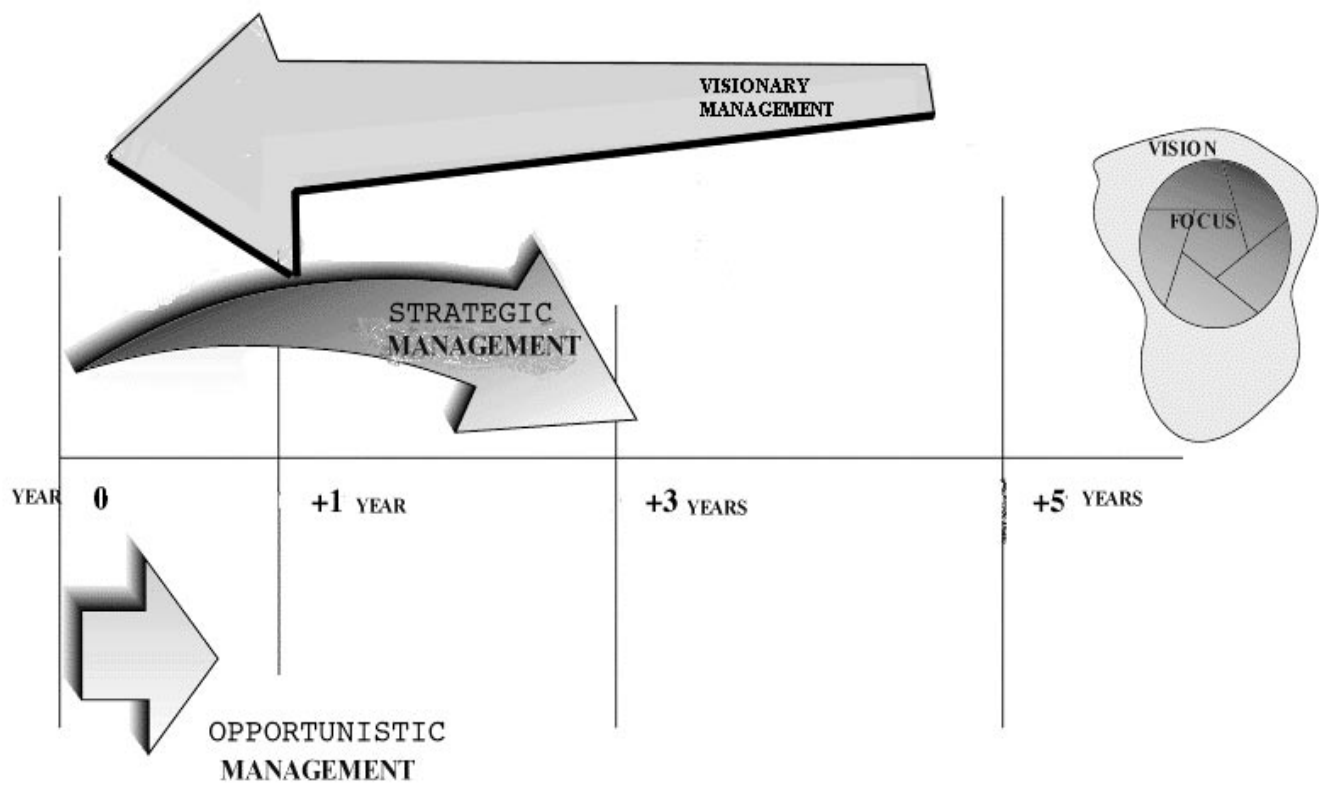 VISIONARY
MANAGEMENT
VISION
FOCUS
STRATEGIC
MANAGEMENT
YEAR 0
+1 YEAR
+3 YEARS
+5 YEARS
OPPORTUNISTIC
MANAGEMENT